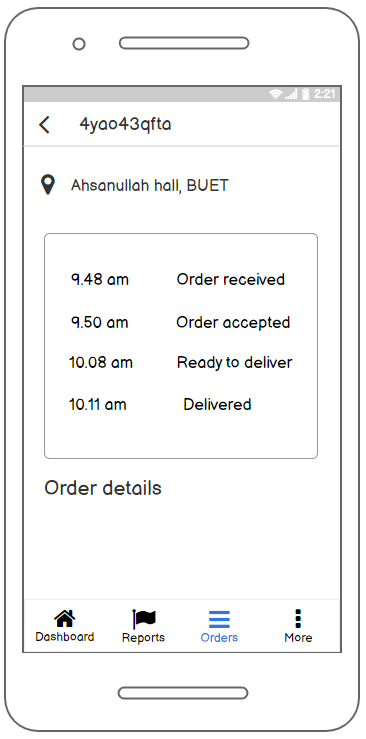 2:21
4yao43qfta
Ahsanullah hall, BUET
9.48 am Order received
9.50 am Order accepted
10.08 am Ready to deliver
10.11 am Delivered
Order details
Dashboard Reports Orders More